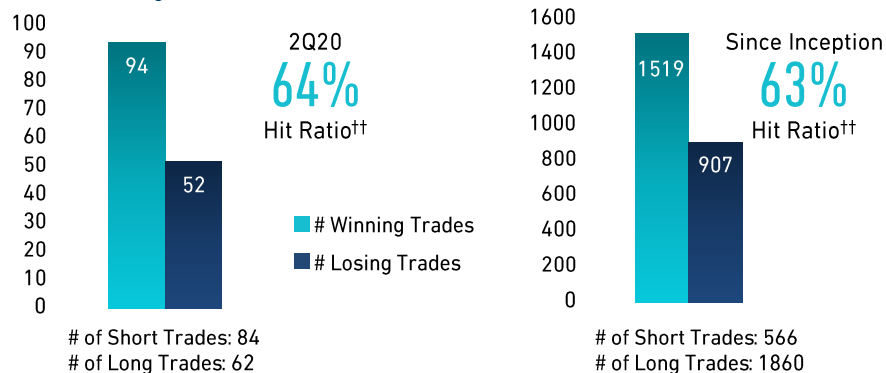 100
90
80
70
60
50
40
30
20
10
0
94
52
2Q20
64%
Hit Ratio††
# Winning Trades
# Losing Trades
# of Short Trades: 84
# of Long Trades: 62
1600
1400
1200
1000
800
600
400
200
0
1519
907
Since Inception
63%
Hit Ratio††
# of Short Trades: 566
# of Long Trades: 1860